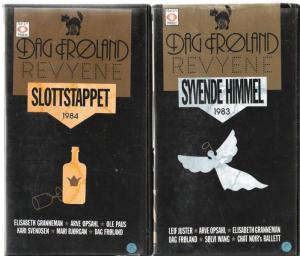 DAG FRØLAND
REVYENE
SLOTTSTAPPET
1984
ELISABETH GRANNEMAN ★ ARVE OPSAHL ★ OLE PAUS
KARI SVENDSEN ★ MARI BJØRGAN ★ DAG FRØLAND
DAG FRØLAND
REVYENE
SYVENDE HIMMEL
1983
LEIF JUSTER ★ ARVE OPSAHL ★ ELISABETH GRANNEMAN
DAG FRØLAND ★ SØLVI WANG ★ CHAT NOIR'S BALLETT